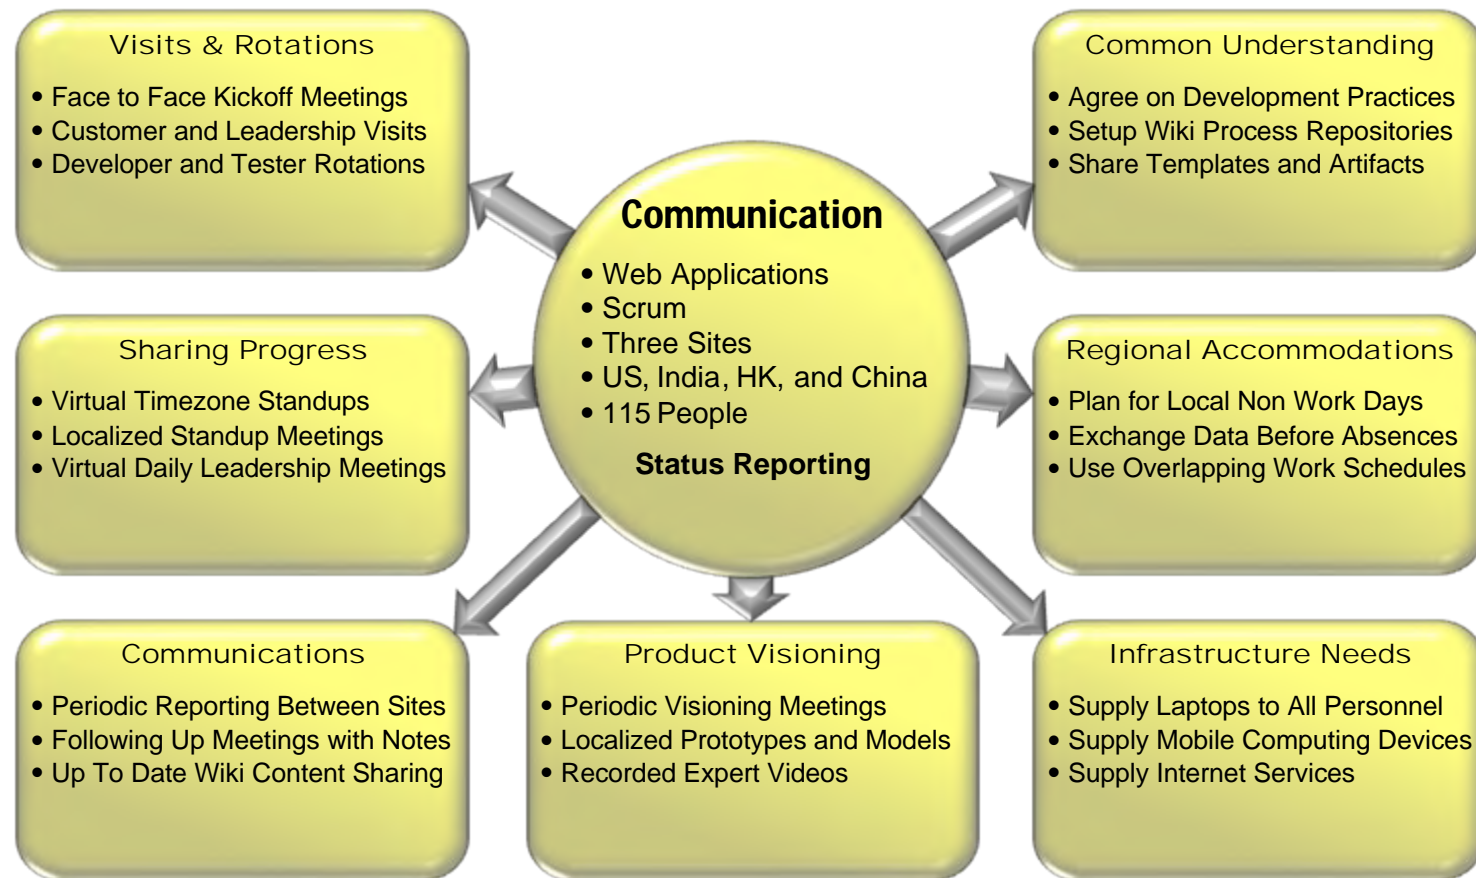 Visits & Rotations
• Face to Face Kickoff Meetings
• Customer and Leadership Visits
• Developer and Tester Rotations
Common Understanding
• Agree on Development Practices
• Setup Wiki Process Repositories
• Share Templates and Artifacts
Communication
• Web Applications
• Scrum
• Three Sites
• US, India, HK, and China
• 115 People
Status Reporting
Sharing Progress
• Virtual Timezone Standups
• Localized Standup Meetings
• Virtual Daily Leadership Meetings
Regional Accommodations
• Plan for Local Non Work Days
• Exchange Data Before Absences
• Use Overlapping Work Schedules
Communications
• Periodic Reporting Between Sites
• Following Up Meetings with Notes
• Up To Date Wiki Content Sharing
Product Visioning
• Periodic Visioning Meetings
• Localized Prototypes and Models
• Recorded Expert Videos
Infrastructure Needs
• Supply Laptops to All Personnel
• Supply Mobile Computing Devices
• Supply Internet Services